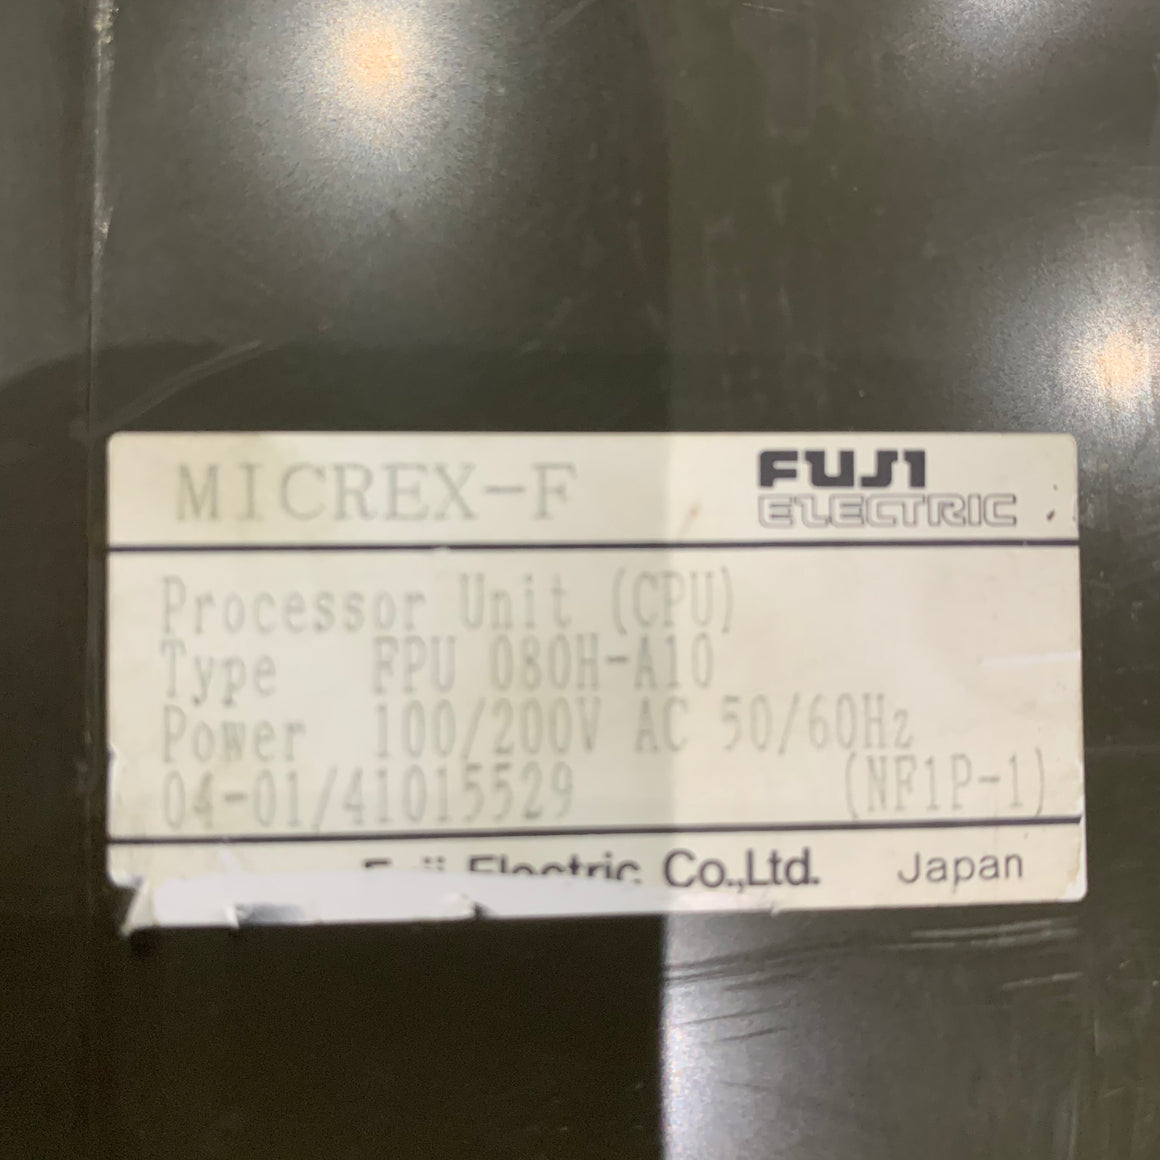 MICREX-F
FUJI
ELECTRIC
Processor Unit (CPU)
Type FPU 080H-A10
Power 100/200V AC 50/60Hz
04-01/41015529 (NF1P-1)
Fuji Electric Co.,Ltd. Japan